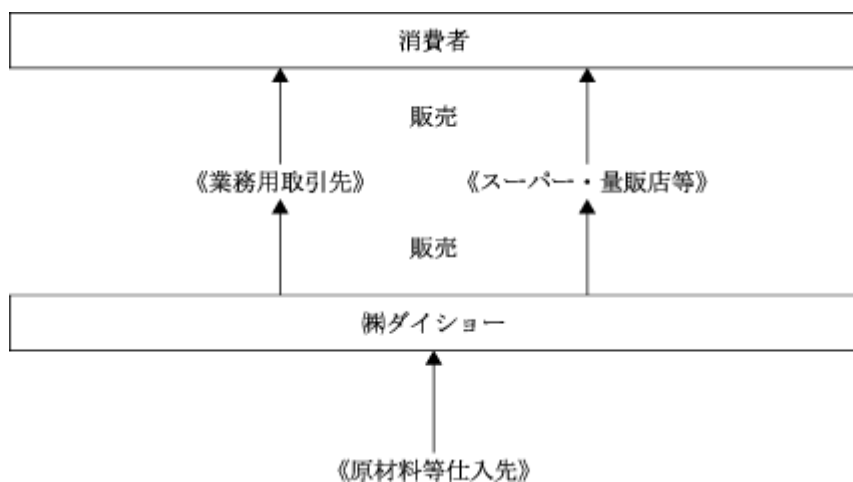 消費者
販売
《業務用取引先》
《スーパー・量販店等》
販売
㈱ダイショー
《原材料等仕入先》